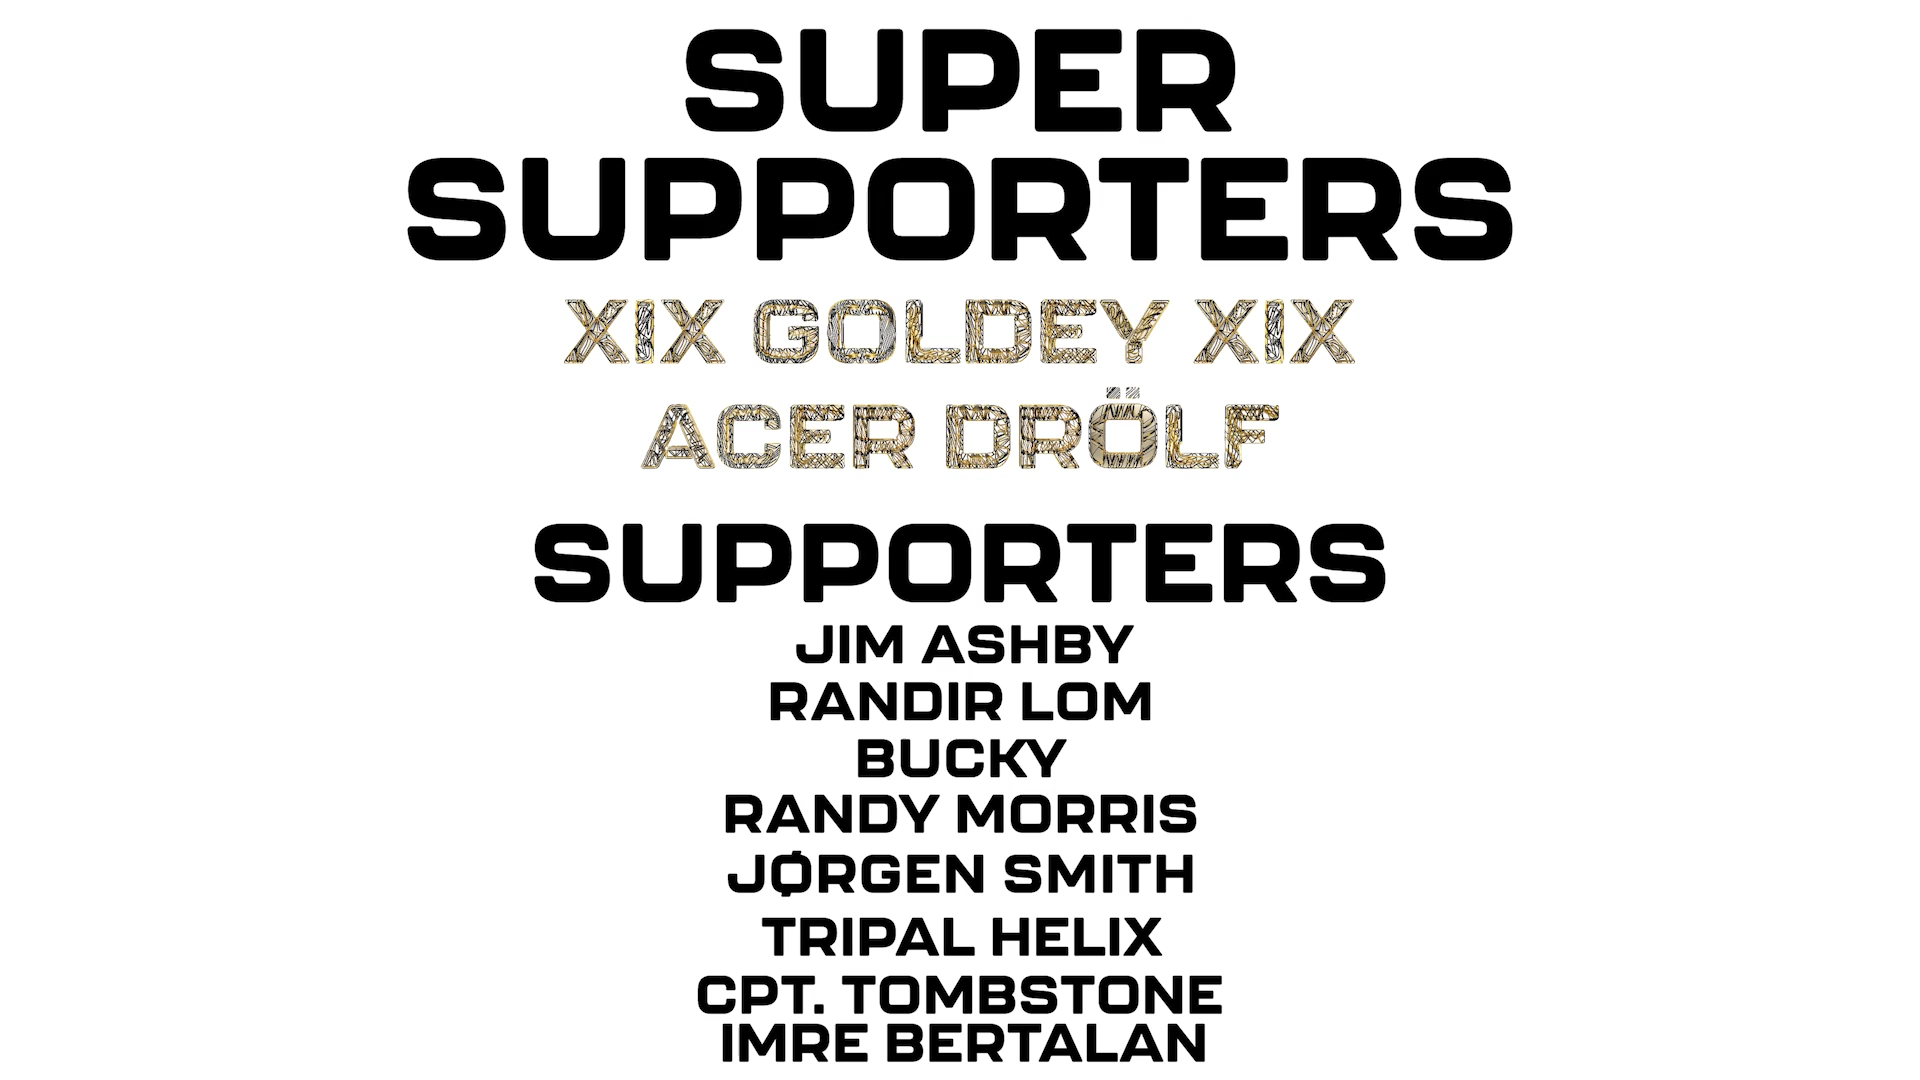 SUPER
SUPPORTERS
XIX GOLDEY XIX
ACER DRÖLF
SUPPORTERS
JIM ASHBY
RANDIR LOM
BUCKY
RANDY MORRIS
JØRGEN SMITH
TRIPAL HELIX
CPT. TOMBSTONE
IMRE BERTALAN